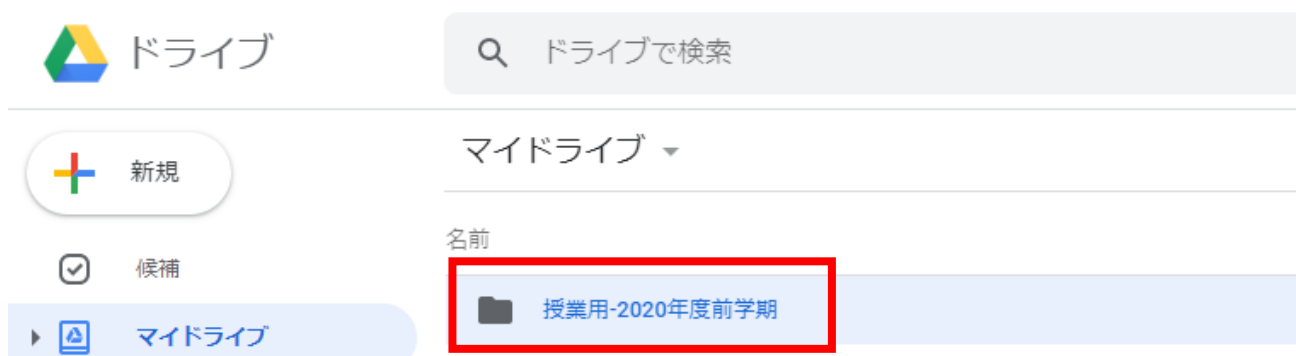 ドライブ
ドライブで検索
マイドライブ
新規
名前
候補
授業用-2020年度前学期
マイドライブ